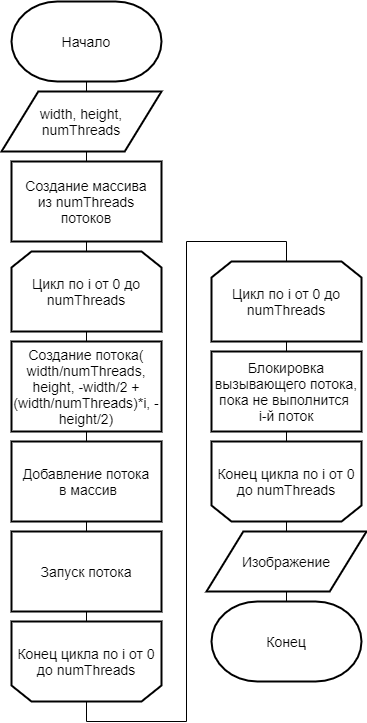 Начало
width, height,
numThreads
Создание массива
из numThreads
потоков
Цикл по i от 0 до
numThreads
Создание потока(
width/numThreads,
height, -width/2 +
(width/numThreads)*i, -
height/2)
Добавление потока
в массив
Запуск потока
Конец цикла по i от 0
до numThreads
Цикл по i от 0 до
numThreads
Блокировка
вызывающего потока,
пока не выполнится
i-й поток
Конец цикла по i от 0
до numThreads
Изображение
Конец